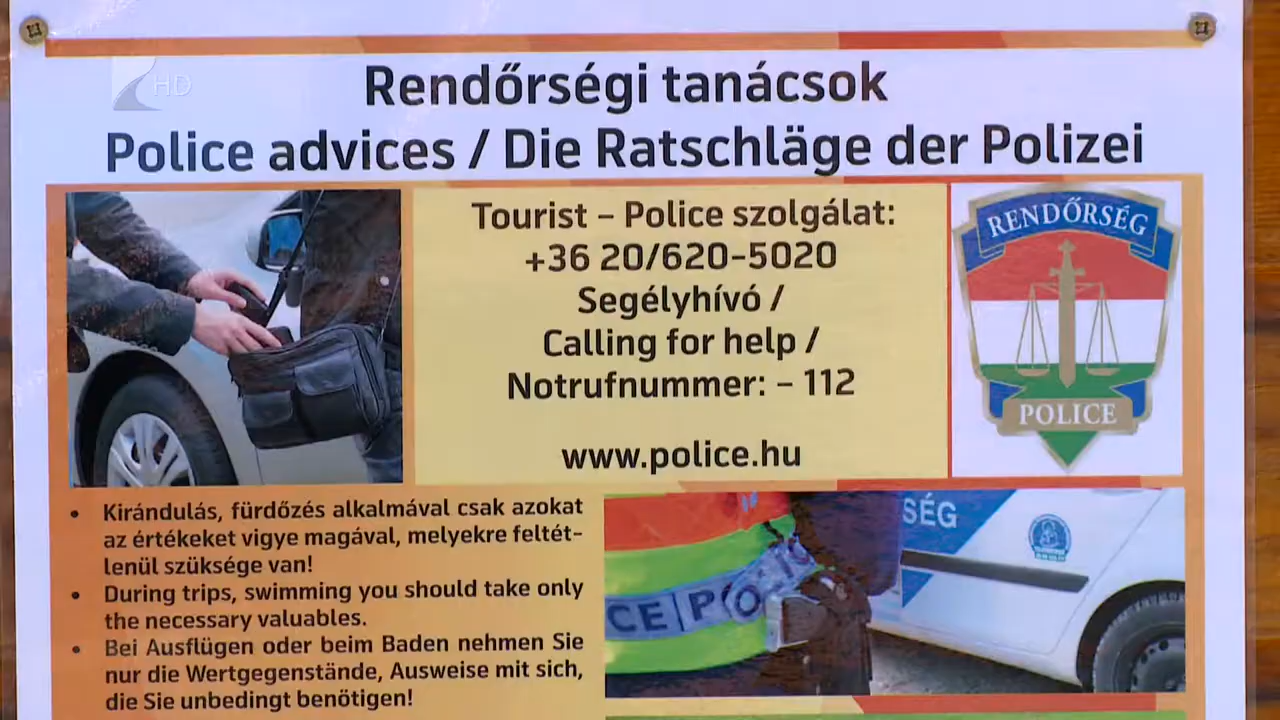 HD
Rendőrségi tanácsok
Police advices / Die Ratschläge der Polizei
Tourist – Police szolgálat:
+36 20/620-5020
Segélyhívó /
Calling for help /
Notrufnummer: – 112
www.police.hu
RENDŐRSÉG
POLICE
• Kirándulás, fürdőzés alkalmával csak azokat
az értékeket vigye magával, melyekre feltét-
lenül szüksége van!
• During trips, swimming you should take only
the necessary valuables.
• Bei Ausflügen oder beim Baden nehmen Sie
nur die Wertgegenstände, Ausweise mit sich,
die Sie unbedingt benötigen!
SÉG
CE | POLIC